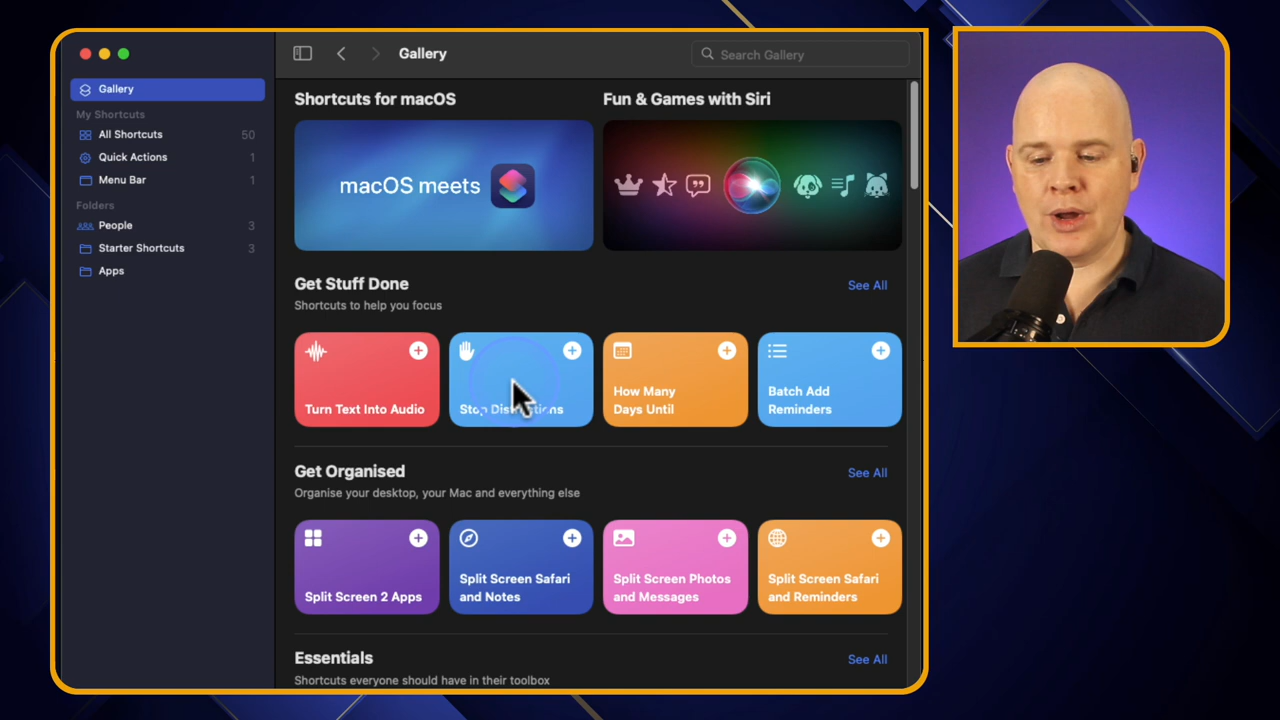 Gallery
Search Gallery
Gallery
My Shortcuts
All Shortcuts 50
Quick Actions 1
Menu Bar 1
Folders
People 3
Starter Shortcuts 3
Apps
Shortcuts for macOS
Fun & Games with Siri
macOS meets
Get Stuff Done
See All
Shortcuts to help you focus
Turn Text Into Audio
Stop
How Many
Days Until
Batch Add
Reminders
Get Organised
See All
Organise your desktop, your Mac and everything else
Split Screen 2 Apps
Split Screen Safari
and Notes
Split Screen Photos
and Messages
Split Screen Safari
and Reminders
Essentials
See All
Shortcuts everyone should have in their toolbox